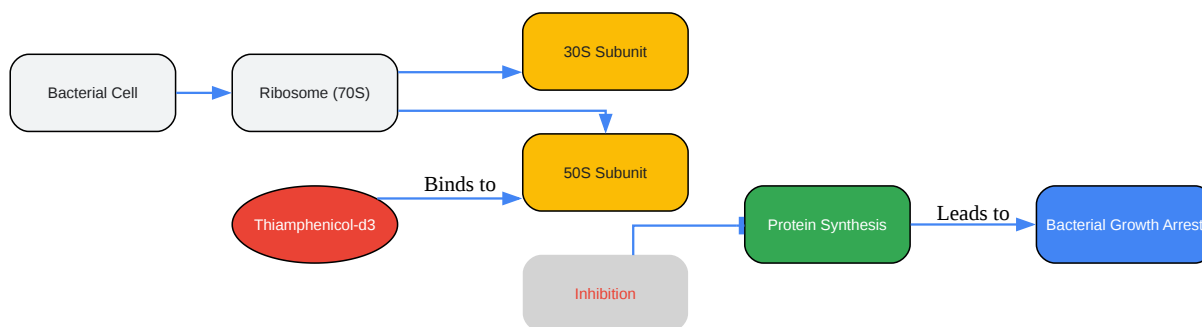 30S Subunit
Bacterial Cell
Ribosome (70S)
50S Subunit
Binds to
Thiamphenicol-d3
Protein Synthesis
Leads to
Bacterial Growth Arrest
Inhibition